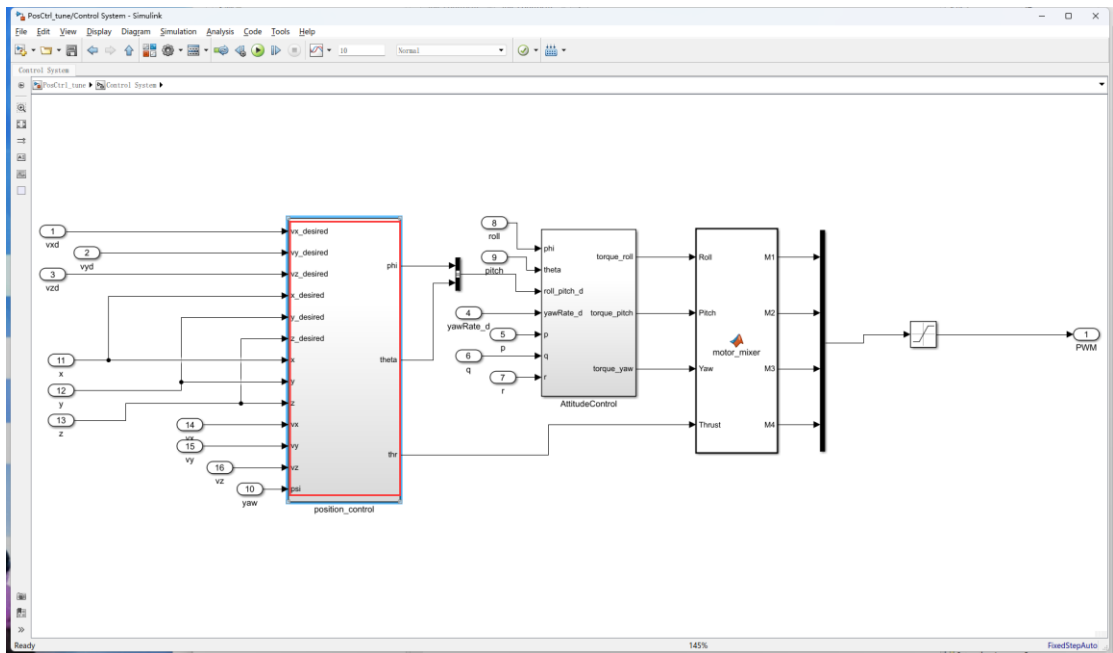 PosCtrl_tune/Control System - Simulink
File Edit View Display Diagram Simulation Analysis Code Tools Help
10
Normal
Control System
PosCtrl_tune Control System
1
vxd
2
vyd
3
vzd
11
x
12
y
13
z
14
vx
15
vy
16
vz
10
yaw
vx_desired
vy_desired
vz_desired
x_desired
y_desired
z_desired
x
y
z
vx
vy
vz
psi
phi
theta
thr
position_control
8
roll
9
pitch
4
yawRate_d
5
p
6
q
7
r
phi
theta
roll_pitch_d
yawRate_d
p
q
r
torque_roll
torque_pitch
torque_yaw
AttitudeControl
Roll
Pitch
Yaw
Thrust
motor_mixer
M1
M2
M3
M4
1
PWM
Ready
145%
FixedStepAuto